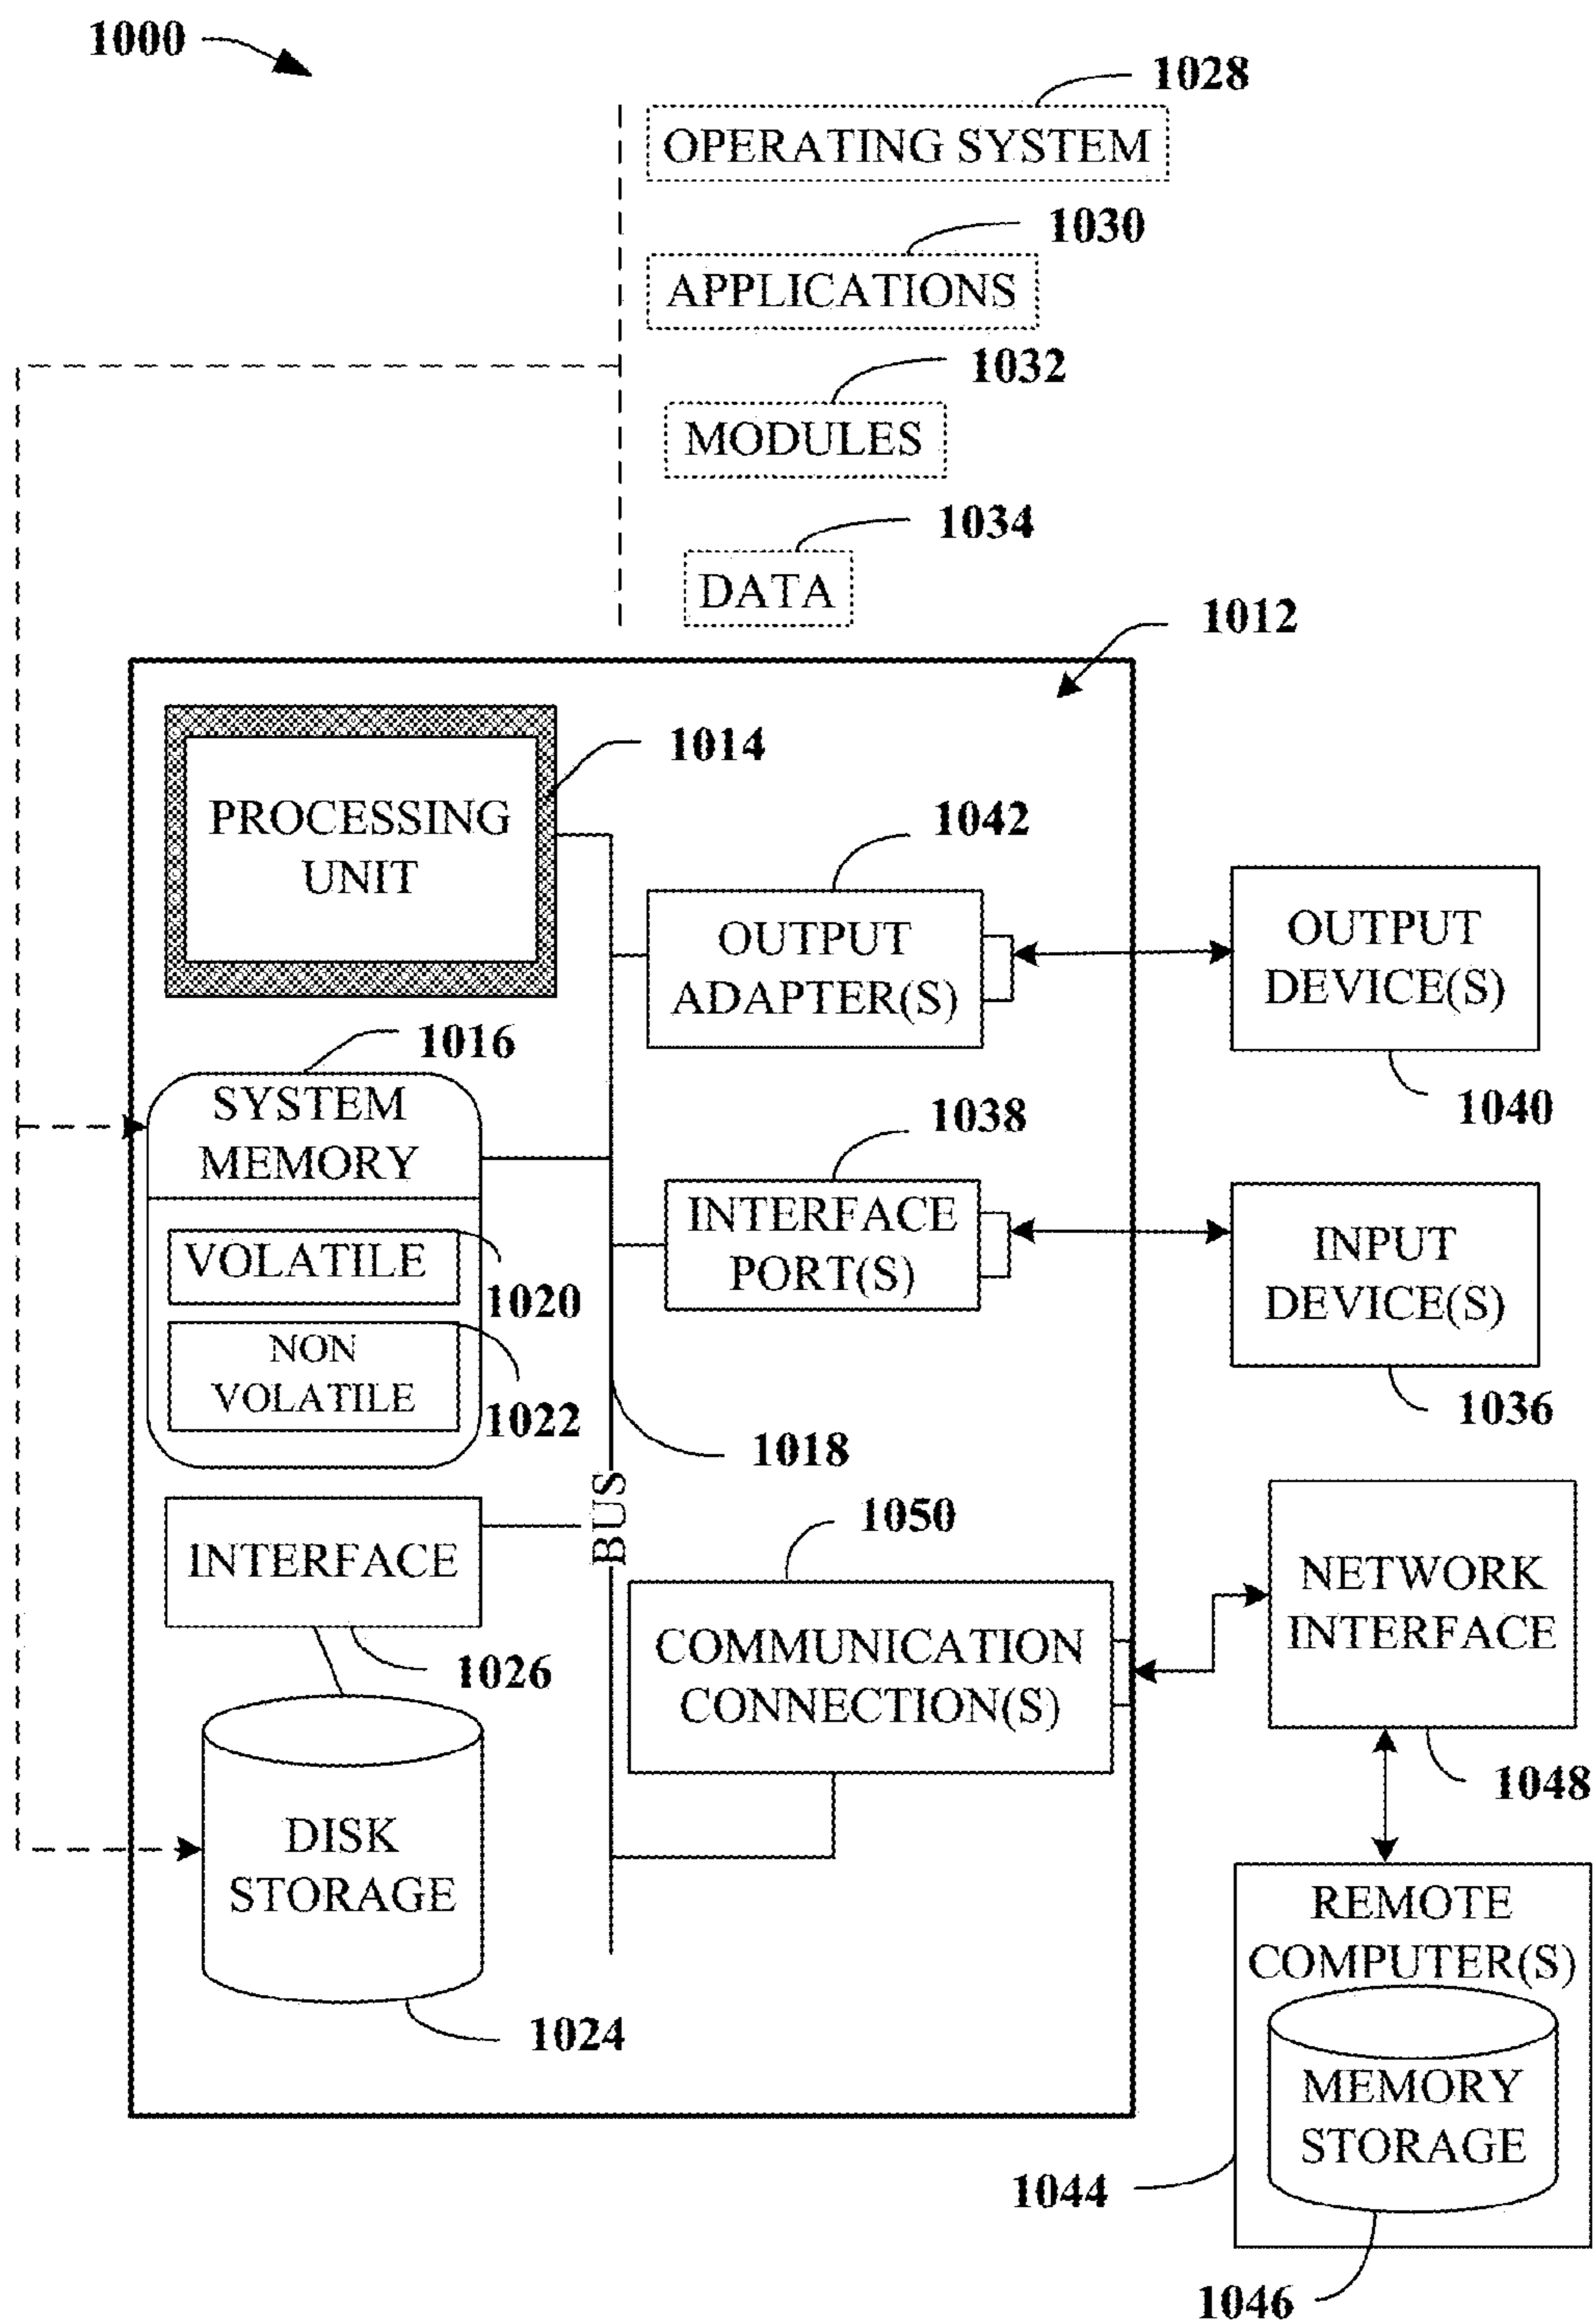 1000
1028
OPERATING SYSTEM
1030
APPLICATIONS
1032
MODULES
1034
DATA
1012
1014
PROCESSING
UNIT
1042
OUTPUT
ADAPTER(S)
OUTPUT
DEVICE(S)
1040
1016
SYSTEM
MEMORY
1038
INTERFACE
PORT(S)
INPUT
DEVICE(S)
1036
VOLATILE
1020
NON
VOLATILE
1022
1018
BUS
INTERFACE
1026
1050
COMMUNICATION
CONNECTION(S)
NETWORK
INTERFACE
1048
DISK
STORAGE
1024
REMOTE
COMPUTER(S)
MEMORY
STORAGE
1044
1046